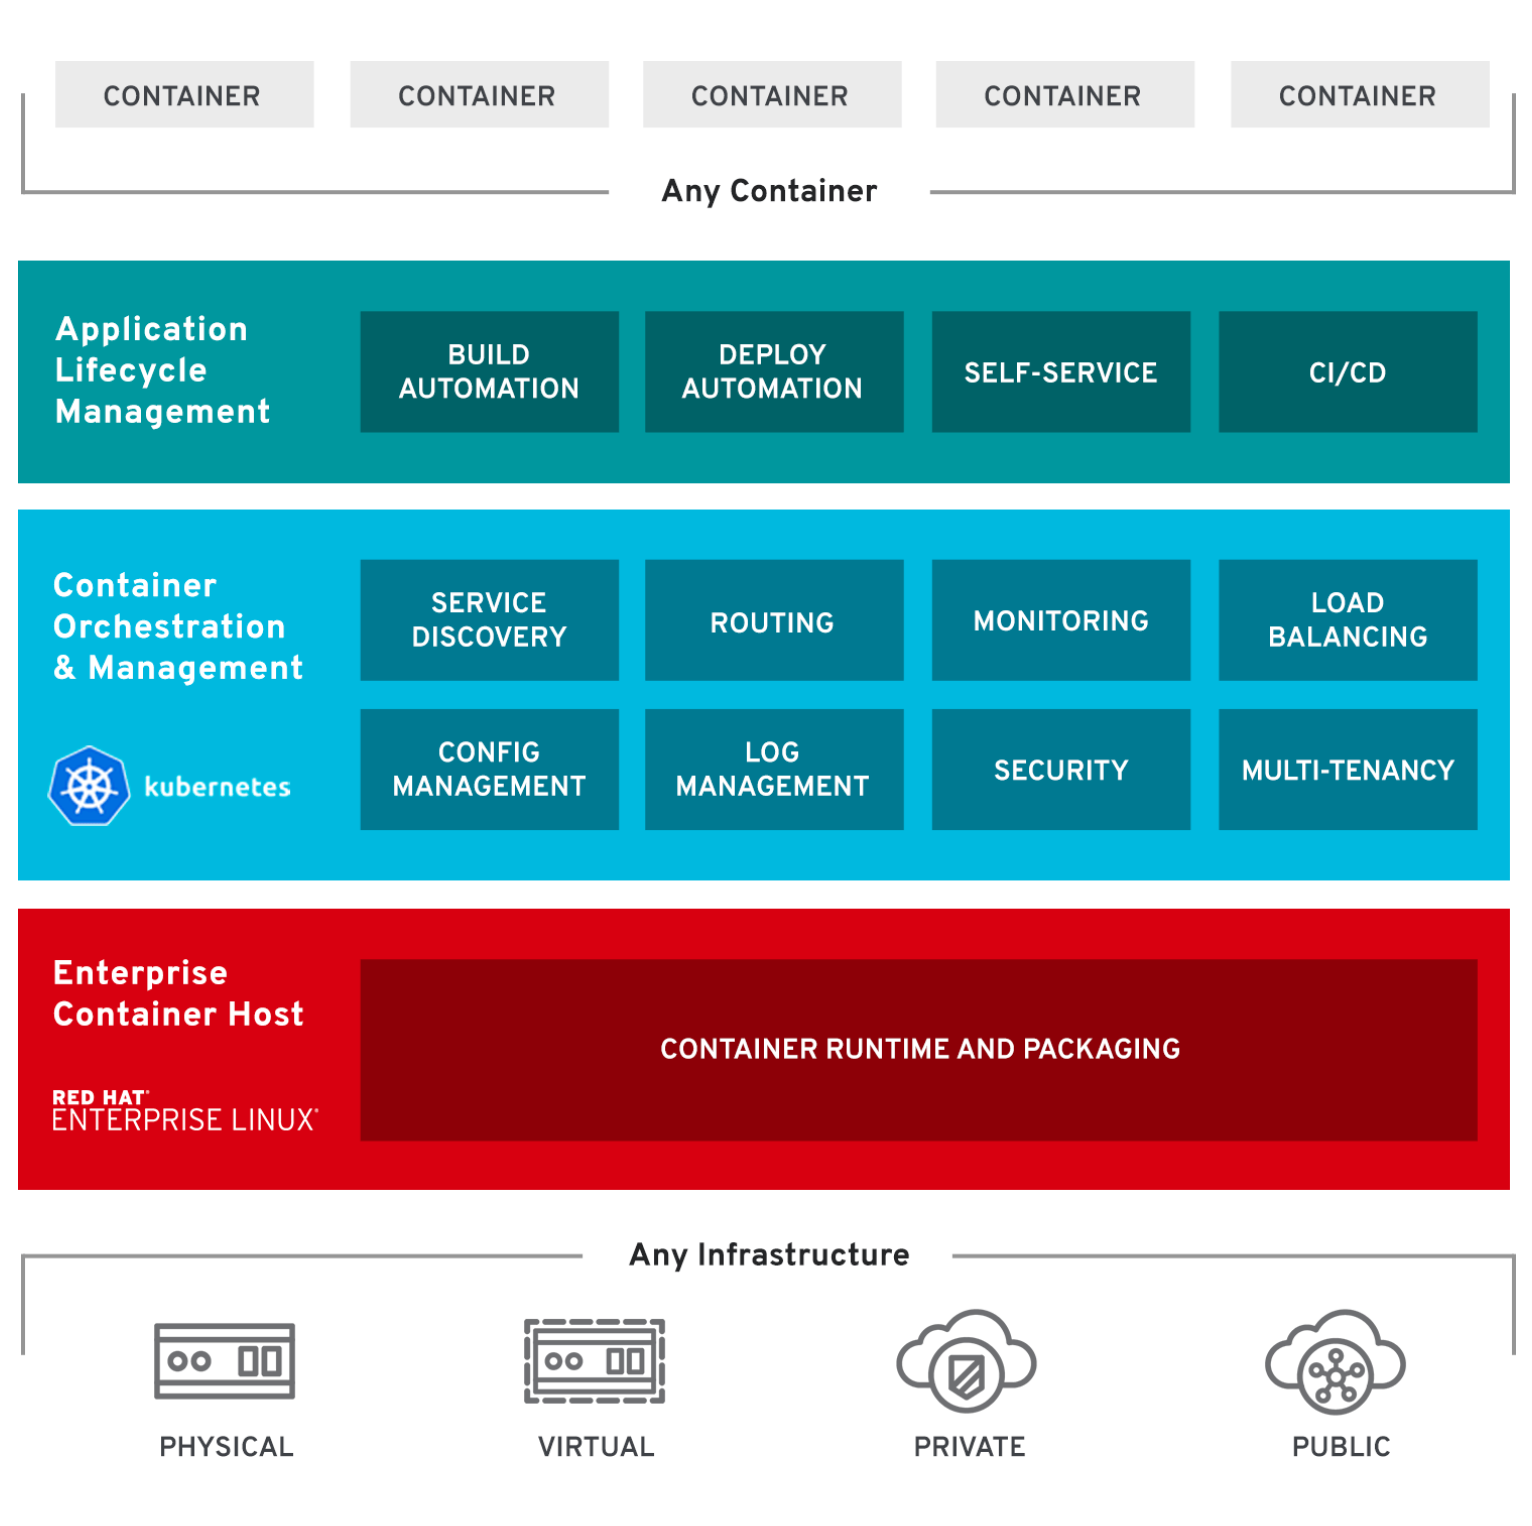 CONTAINER
CONTAINER
CONTAINER
CONTAINER
CONTAINER
Any Container
Application
Lifecycle
Management
BUILD
AUTOMATION
DEPLOY
AUTOMATION
SELF-SERVICE
CI/CD
Container
Orchestration
& Management
kubernetes
SERVICE
DISCOVERY
ROUTING
MONITORING
LOAD
BALANCING
CONFIG
MANAGEMENT
LOG
MANAGEMENT
SECURITY
MULTI-TENANCY
Enterprise
Container Host
RED HAT®
ENTERPRISE LINUX®
CONTAINER RUNTIME AND PACKAGING
Any Infrastructure
PHYSICAL
VIRTUAL
PRIVATE
PUBLIC